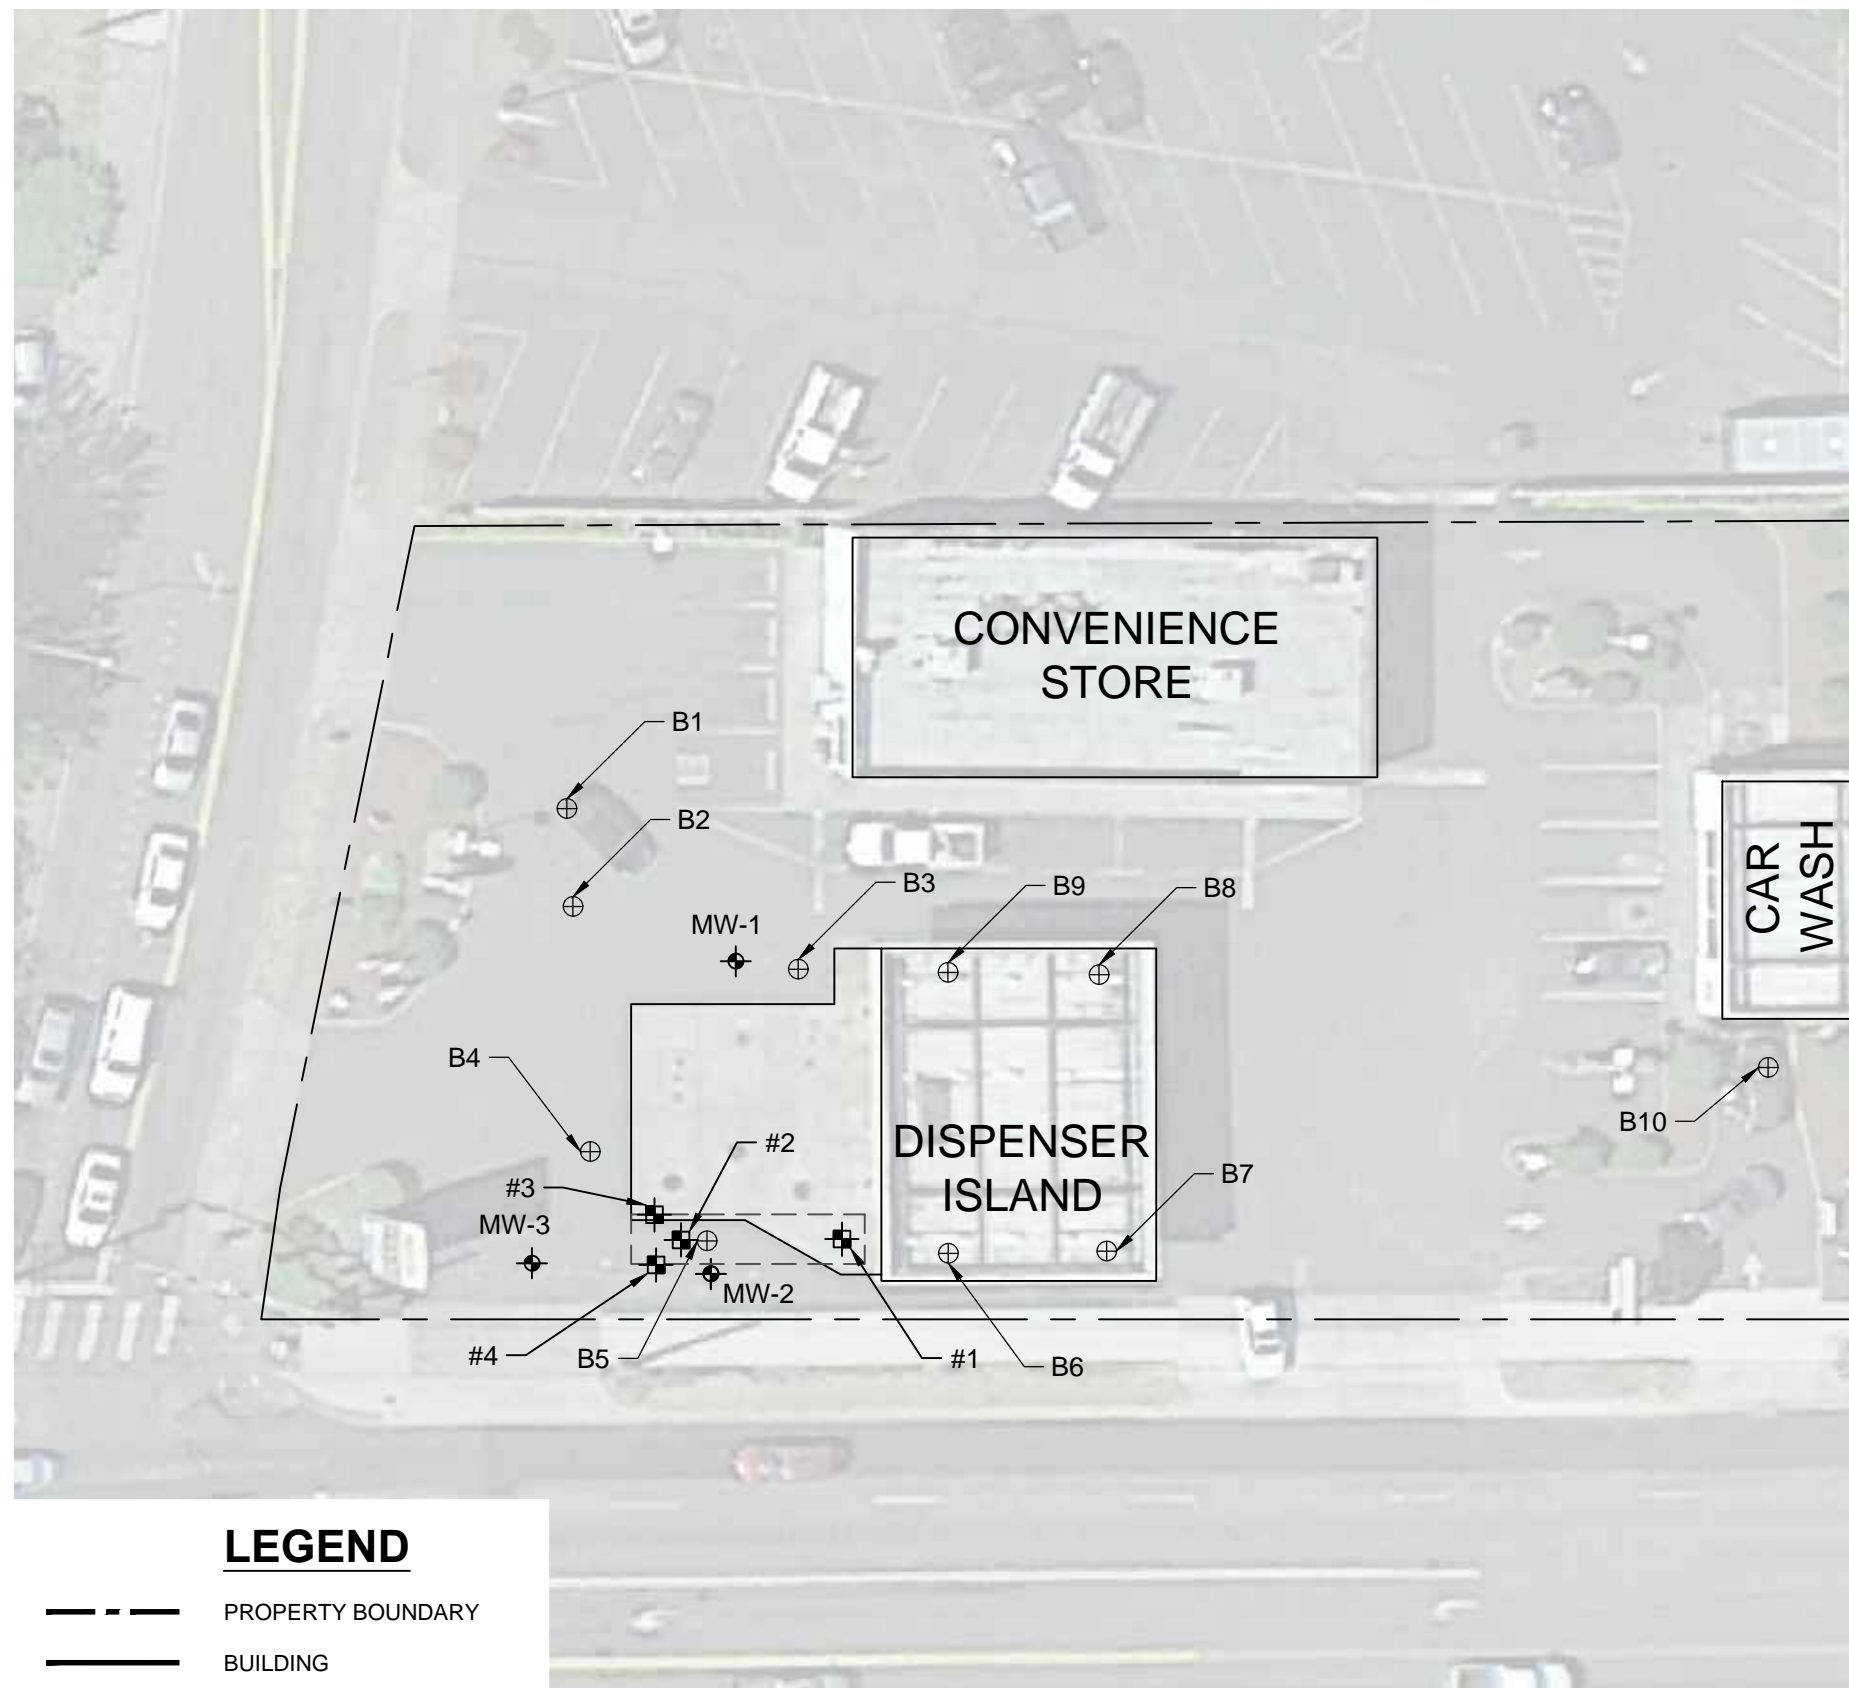 CONVENIENCE
STORE
B1
B2
B3
B9
B8
CAR
WASH
MW-1
B4
B10
#2
DISPENSER
ISLAND
B7
#3
MW-3
MW-2
#4
B5
#1
B6
LEGEND
PROPERTY BOUNDARY
BUILDING